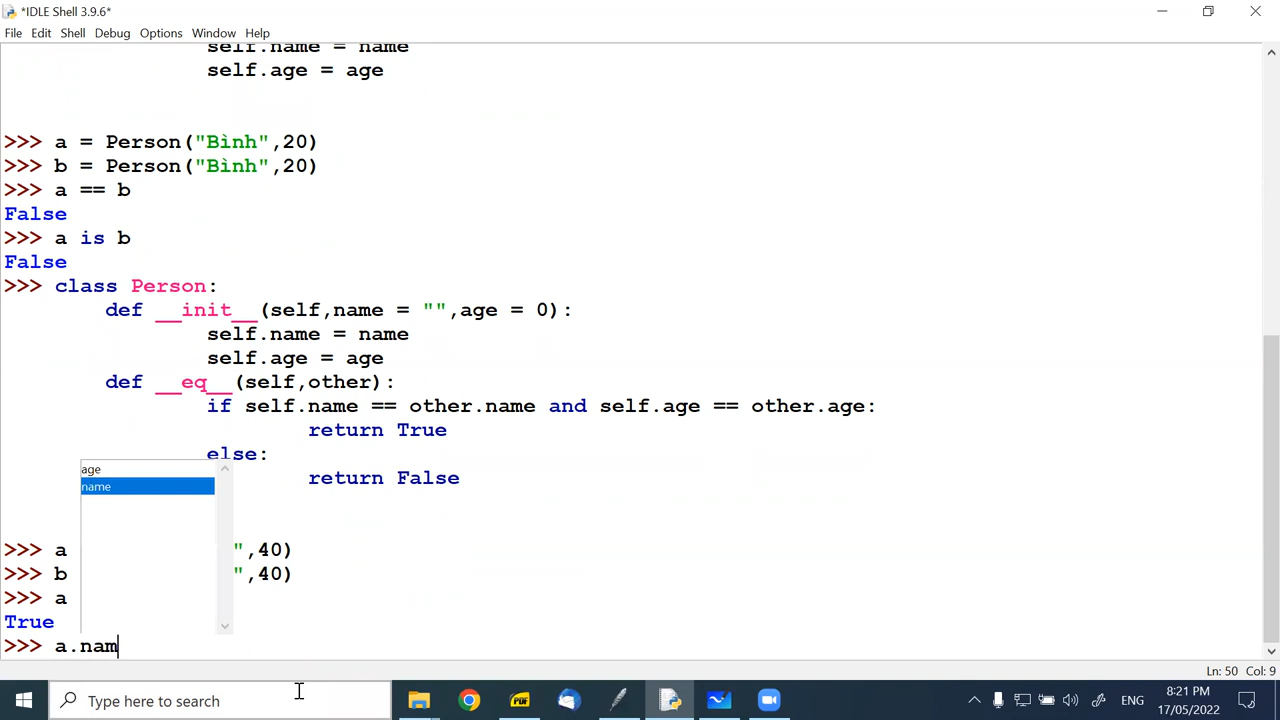 *IDLE Shell 3.9.6*
File Edit Shell Debug Options Window Help
self.name = name
self.age = age
>>> a = Person("Bình",20)
>>> b = Person("Bình",20)
>>> a == b
False
>>> a is b
False
>>> class Person:
def __init__(self,name = "",age = 0):
self.name = name
self.age = age
def __eq__(self,other):
if self.name == other.name and self.age == other.age:
return True
else:
return False
age
name
>>> a ",40)
>>> b ",40)
>>> a
True
>>> a.nam
Ln: 50 Col: 9
Type here to search
PDF
ENG
8:21 PM
17/05/2022